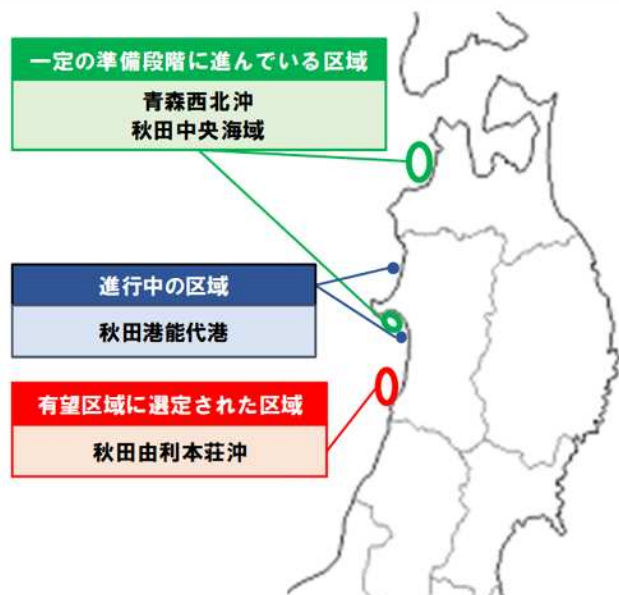 一定の準備段階に進んでいる区域
青森西北沖
秋田中央海域
進行中の区域
秋田港能代港
有望区域に選定された区域
秋田由利本荘沖